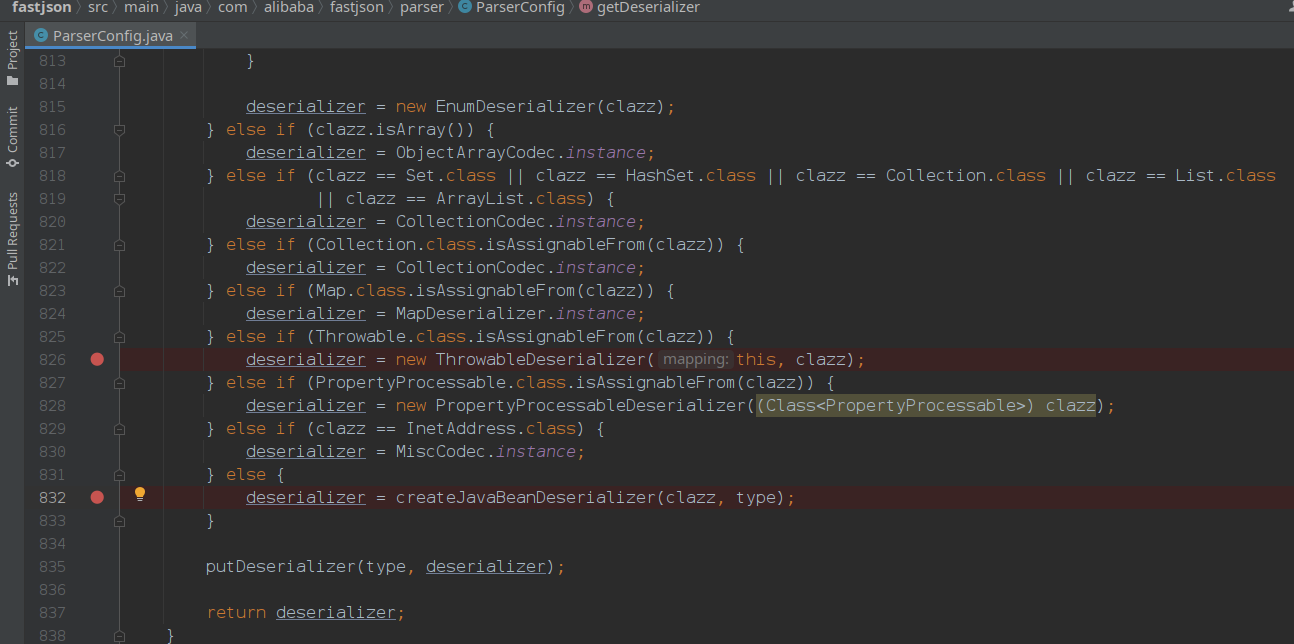 fastjson › src › main › java › com › alibaba › fastjson › parser › ParserConfig › getDeserializer
ParserConfig.java
Project
Commit
Pull Requests
813 }
814
815 deserializer = new EnumDeserializer(clazz);
816 } else if (clazz.isArray()) {
817 deserializer = ObjectArrayCodec.instance;
818 } else if (clazz == Set.class || clazz == HashSet.class || clazz == Collection.class || clazz == List.class
819 || clazz == ArrayList.class) {
820 deserializer = CollectionCodec.instance;
821 } else if (Collection.class.isAssignableFrom(clazz)) {
822 deserializer = CollectionCodec.instance;
823 } else if (Map.class.isAssignableFrom(clazz)) {
824 deserializer = MapDeserializer.instance;
825 } else if (Throwable.class.isAssignableFrom(clazz)) {
826 deserializer = new ThrowableDeserializer( mapping: this, clazz);
827 } else if (PropertyProcessable.class.isAssignableFrom(clazz)) {
828 deserializer = new PropertyProcessableDeserializer((Class<PropertyProcessable>) clazz);
829 } else if (clazz == InetAddress.class) {
830 deserializer = MiscCodec.instance;
831 } else {
832 deserializer = createJavaBeanDeserializer(clazz, type);
833 }
834
835 putDeserializer(type, deserializer);
836
837 return deserializer;
838 }